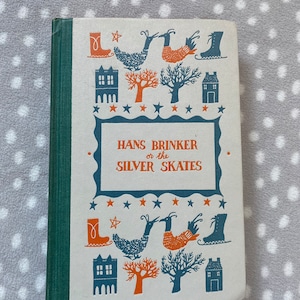 HANS BRINKER
or the
SILVER SKATES